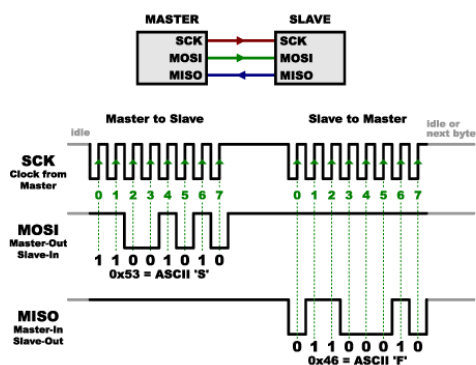 MASTER SLAVE
SCK SCK
MOSI MOSI
MISO MISO
Master to Slave Slave to Master
idle idle or
next byte
SCK
Clock from
Master
0 1 2 3 4 5 6 7 0 1 2 3 4 5 6 7
MOSI
Master-Out
Slave-In
1 1 0 0 1 0 1 0
0x53 = ASCII 'S'
MISO
Master-In
Slave-Out
0 1 1 0 0 0 1 0
0x46 = ASCII 'F'